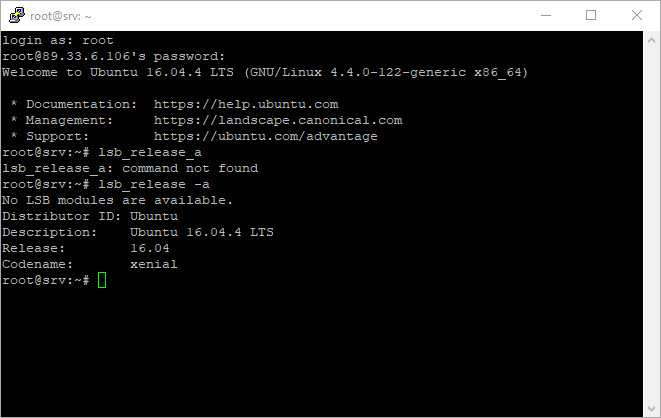 root@srv: ~
login as: root
root@89.33.6.106's password:
Welcome to Ubuntu 16.04.4 LTS (GNU/Linux 4.4.0-122-generic x86_64)
 * Documentation:  https://help.ubuntu.com
 * Management:     https://landscape.canonical.com
 * Support:        https://ubuntu.com/advantage
root@srv:~# lsb_release_a
lsb_release_a: command not found
root@srv:~# lsb_release -a
No LSB modules are available.
Distributor ID: Ubuntu
Description:    Ubuntu 16.04.4 LTS
Release:        16.04
Codename:       xenial
root@srv:~#